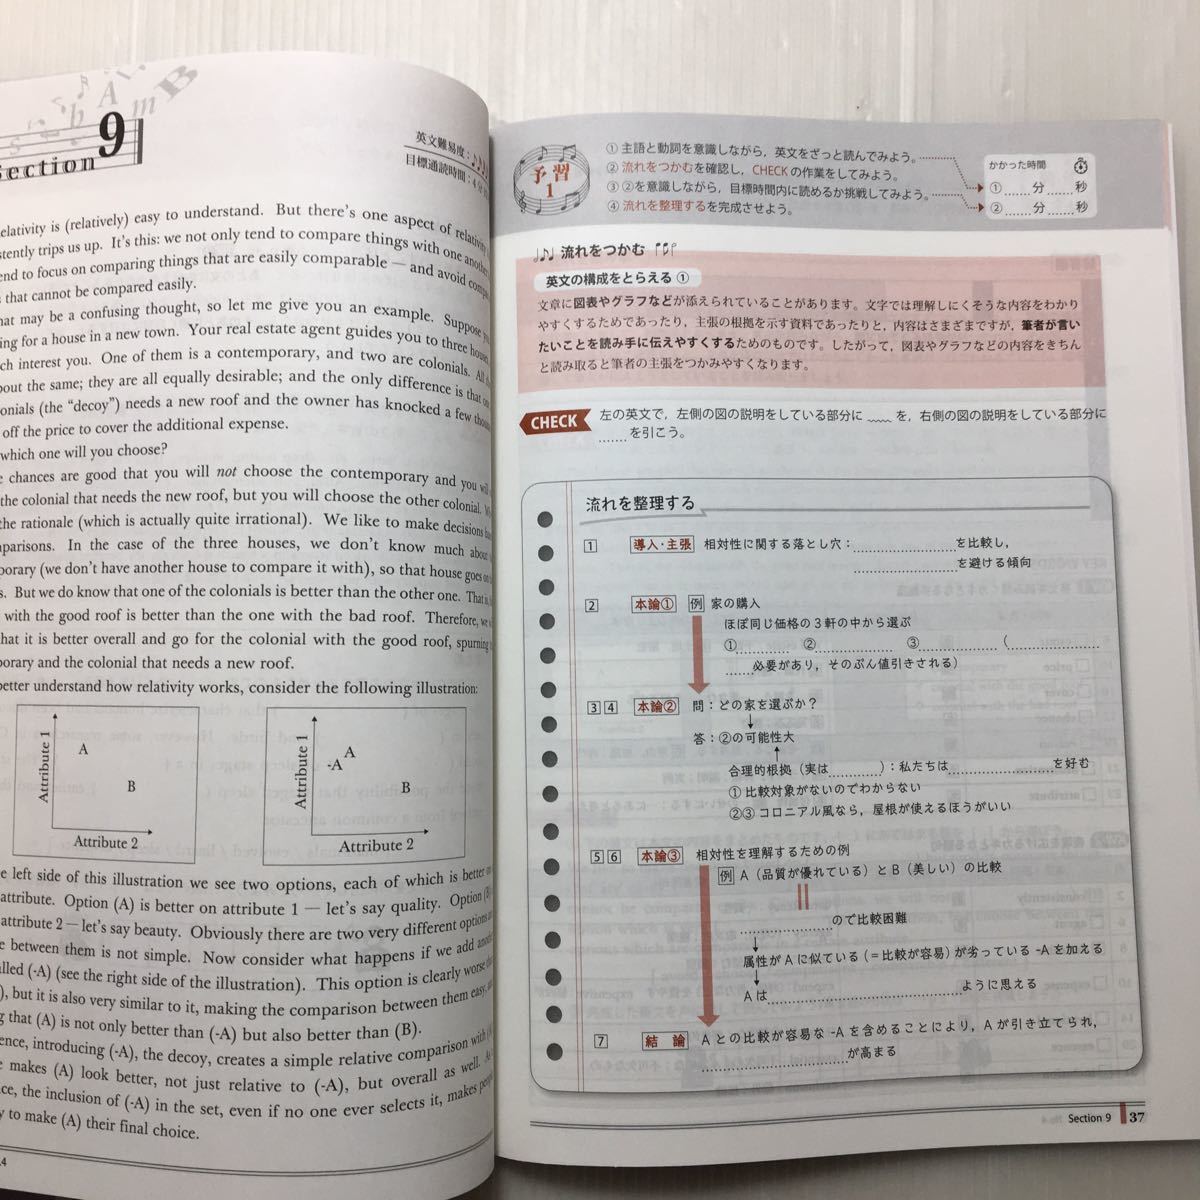 Section 9
英文難易度：
目標通読時間：4分
elativity is (relatively) easy to understand. But there's one aspect of relativity
stently trips us up. It's this: we not only tend to compare things with one another
end to focus on comparing things that are easily comparable — and avoid
that cannot be compared easily.
hat may be a confusing thought, so let me give you an example. Suppose
ing for a house in a new town. Your real estate agent guides you to three houses,
ch interest you. One of them is a contemporary, and two are colonials. All
bout the same; they are all equally desirable; and the only difference is that
onials (the "decoy") needs a new roof and the owner has knocked a few
off the price to cover the additional expense.
which one will you choose?
e chances are good that you will not choose the contemporary and you
the colonial that needs the new roof, but you will choose the other colonial.
the rationale (which is actually quite irrational). We like to make decisions
parisons. In the case of the three houses, we don't know much about
porary (we don't have another house to compare it with), so that house goes
s. But we do know that one of the colonials is better than the other one. That
with the good roof is better than the one with the bad roof. Therefore,
that it is better overall and go for the colonial with the good roof, spurning
porary and the colonial that needs a new roof.
better understand how relativity works, consider the following illustration:
Attribute 1
A
B
Attribute 2
Attribute 1
A
-A
B
Attribute 2
e left side of this illustration we see two options, each of which is better on
attribute. Option (A) is better on attribute 1 — let's say quality. Option (B)
attribute 2 — let's say beauty. Obviously there are two very different options
e between them is not simple. Now consider what happens if we add
lled (-A) (see the right side of the illustration). This option is clearly worse
), but it is also very similar to it, making the comparison between them easy,
g that (A) is not only better than (-A) but also better than (B).
ence, introducing (-A), the decoy, creates a simple relative comparison with
e makes (A) look better, not just relative to (-A), but overall as well.
ce, the inclusion of (-A) in the set, even if no one ever selects it, makes
y to make (A) their final choice.
予習
1
① 主語と動詞を意識しながら，英文をざっと読んでみよう。
② 流れをつかむを確認し，CHECKの作業をしてみよう。
③ ②を意識しながら，目標時間内に読めるか挑戦してみよう。
④ 流れを整理するを完成させよう。
かかった時間
①……分……秒
②……分……秒
流れをつかむ
英文の構成をとらえる ①
文章に図表やグラフなどが添えられていることがあります。文字では理解しにくそうな内容をわかり
やすくするためであったり，主張の根拠を示す資料であったりと，内容はさまざまですが，筆者が言い
たいことを読み手に伝えやすくするためのものです。したがって，図表やグラフなどの内容をきちん
と読み取ると筆者の主張をつかみやすくなります。
CHECK 左の英文で，左側の図の説明をしている部分に﹏﹏を，右側の図の説明をしている部分に
……を引こう。
流れを整理する
1 導入・主張 相対性に関する落とし穴：……………を比較し，
……………を避ける傾向
2 本論① 例 家の購入
ほぼ同じ価格の３軒の中から選ぶ
①………… ②………… ③…………（…………
……必要があり，そのぶん値引きされる）
3 4 本論② 問：どの家を選ぶか？
答：②の可能性大
合理的根拠（実は…………）：私たちは……………を好む
① 比較対象がないのでわからない
②③ コロニアル風なら，屋根が使えるほうがいい
5 6 本論③ 相対性を理解するための例
例 A（品質が優れている）とB（美しい）の比較
……………ので比較困難
属性がAに似ている（＝比較が容易）が劣っている -Aを加える
Aは…………………………ように思える
7 結論 Aとの比較が容易な -Aを含めることにより，Aが引き立てられ，
…………………が高まる
Section 9 37